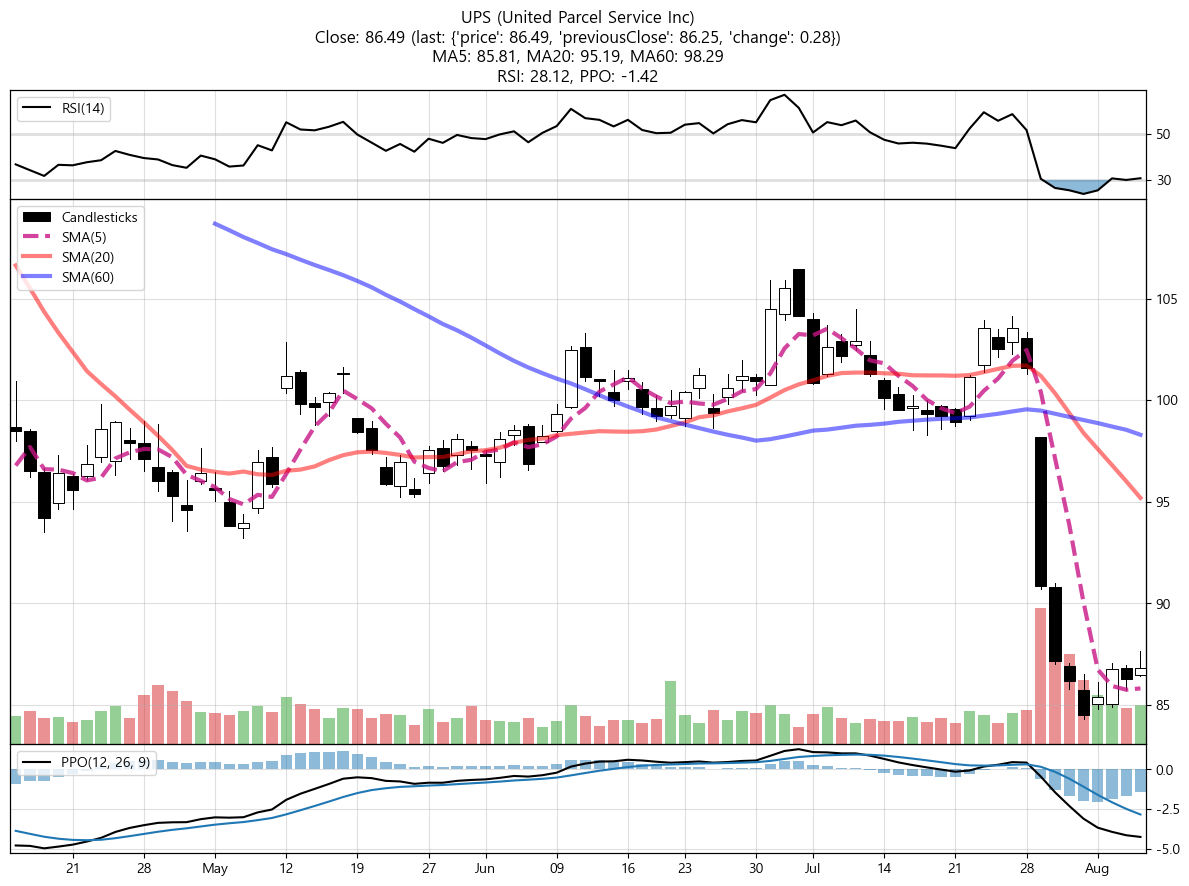 UPS (United Parcel Service Inc)
Close: 86.49 (last: {'price': 86.49, 'previousClose': 86.25, 'change': 0.28})
MA5: 85.81, MA20: 95.19, MA60: 98.29
RSI: 28.12, PPO: -1.42
RSI(14)
50
30
Candlesticks
SMA(5)
SMA(20)
SMA(60)
105
100
95
90
85
PPO(12, 26, 9)
0.0
-2.5
-5.0
21 28 May 12 19 27 Jun 09 16 23 30 Jul 14 21 28 Aug